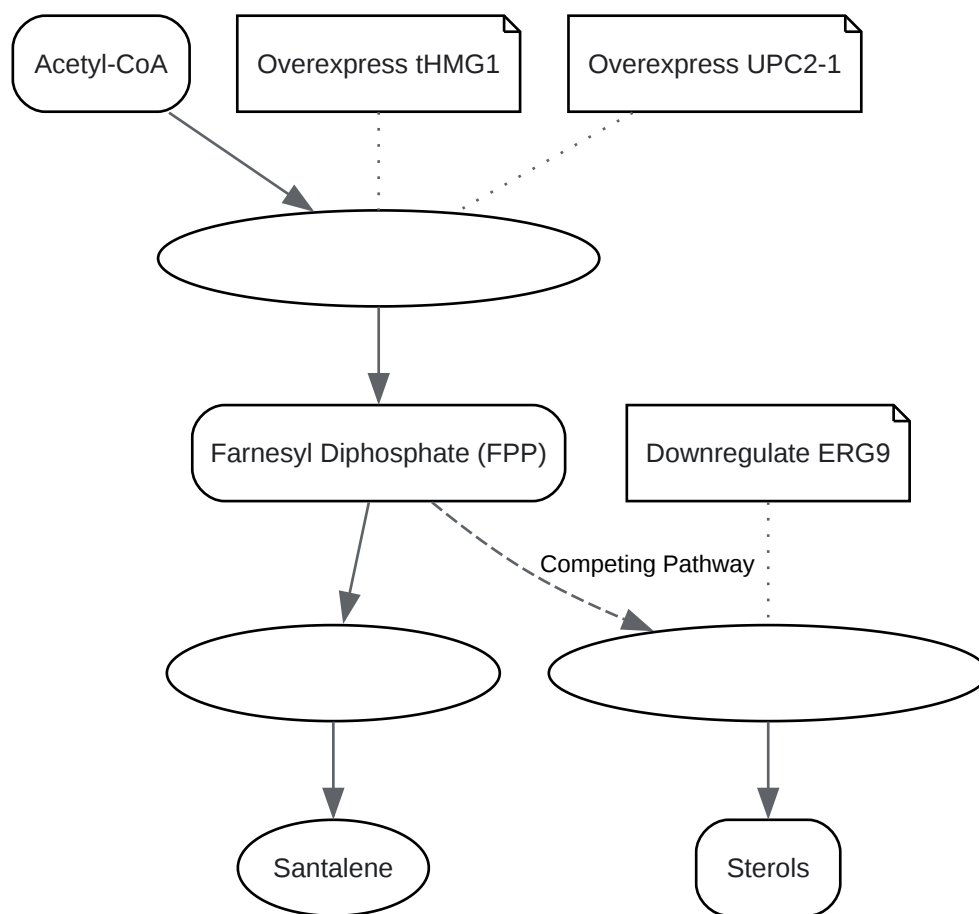 Acetyl-CoA
Overexpress tHMG1
Overexpress UPC2-1
Farnesyl Diphosphate (FPP)
Downregulate ERG9
Competing Pathway
Santalene
Sterols